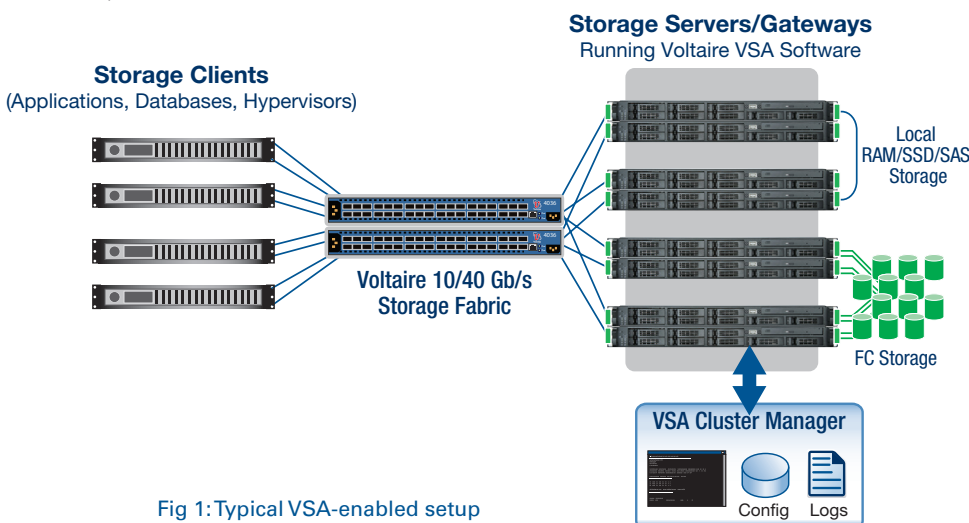 Storage Servers/Gateways
Running Voltaire VSA Software
Storage Clients
(Applications, Databases, Hypervisors)
Local
RAM/SSD/SAS
Storage
4036
4036
Voltaire 10/40 Gb/s
Storage Fabric
FC Storage
VSA Cluster Manager
Config
Logs
Fig 1: Typical VSA-enabled setup